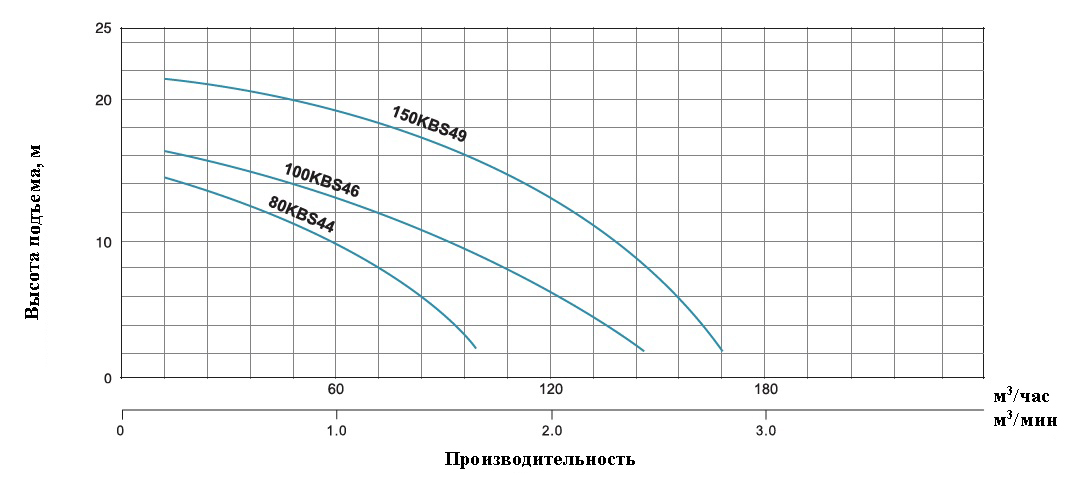 25
20
10
0
Высота подъема, м
150KBS49
100KBS46
80KBS44
60 120 180 м³/час
0 1.0 2.0 3.0 м³/мин
Производительность